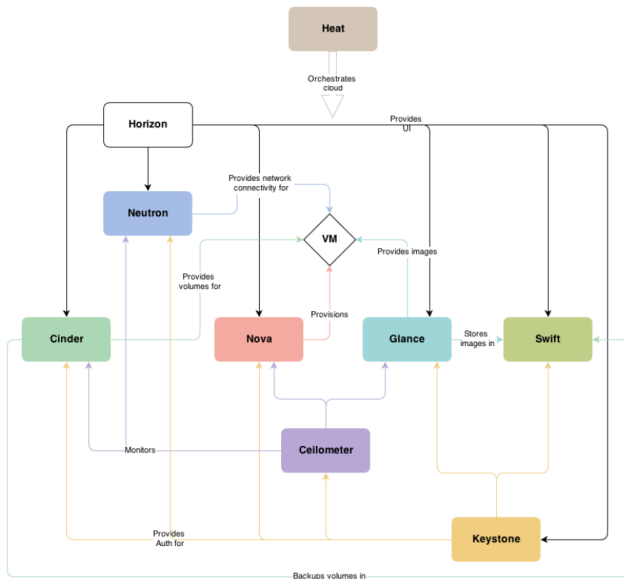 Heat
Orchestrates
cloud
Horizon
Provides
UI
Provides network
connectivity for
Neutron
VM
Provides images
Provides
volumes for
Provisions
Cinder
Nova
Glance
Stores
images in
Swift
Ceilometer
Monitors
Provides
Auth for
Keystone
Backups volumes in